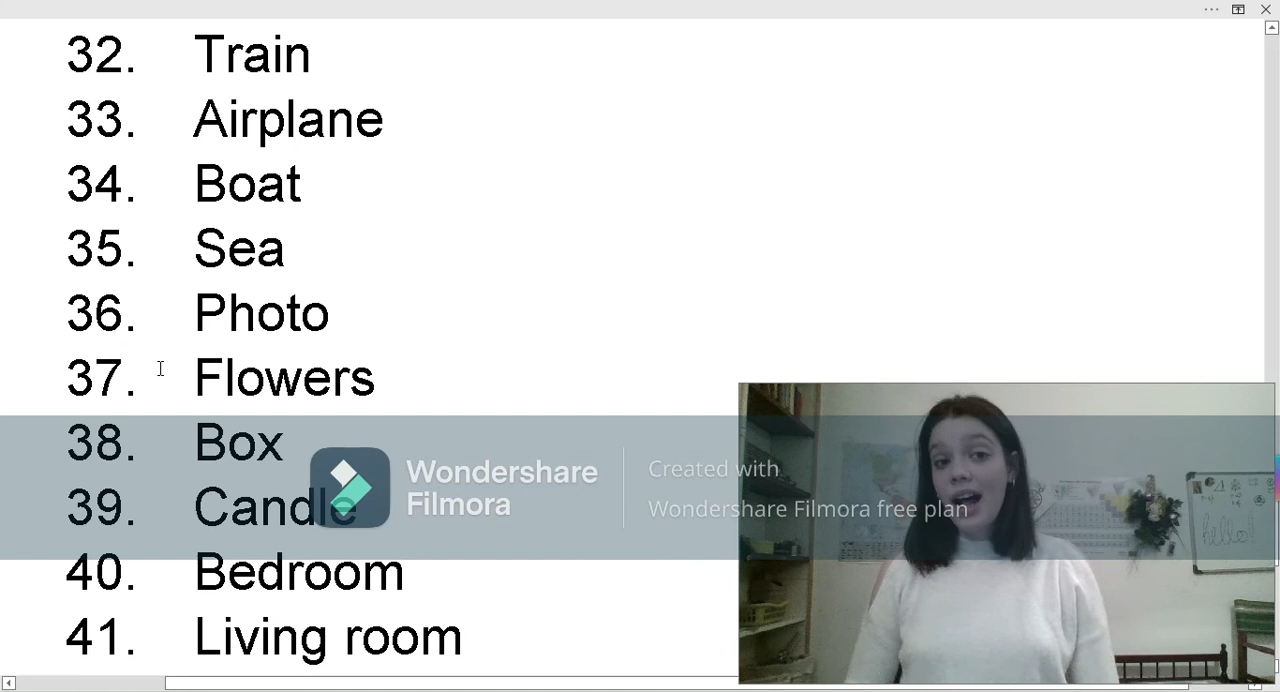 32. Train
33. Airplane
34. Boat
35. Sea
36. Photo
37. Flowers
38. Box
39. Candle
40. Bedroom
41. Living room
Wondershare
Filmora
Created with
Wondershare Filmora free plan
hello!